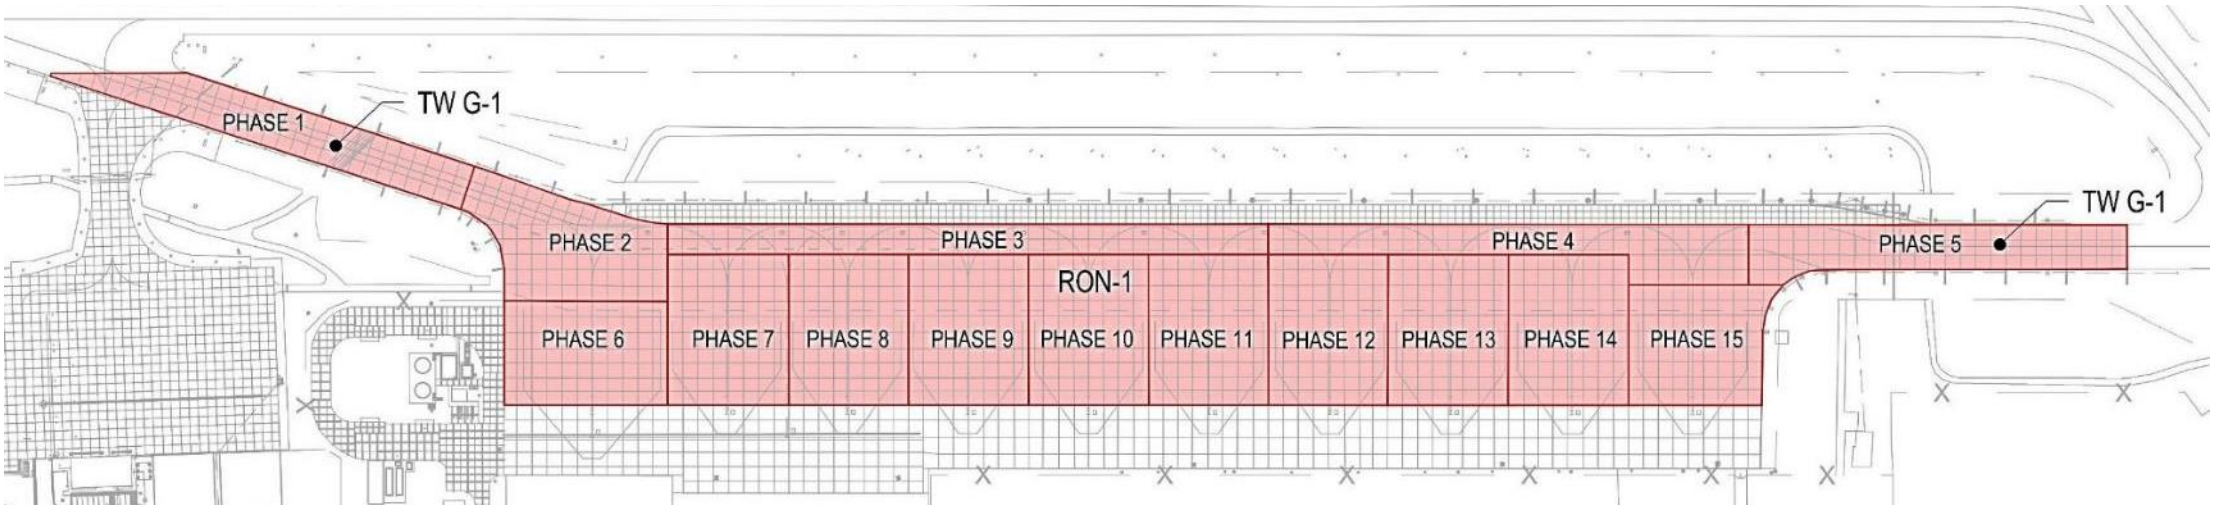 TW G-1
PHASE 1
TW G-1
PHASE 2
PHASE 3
PHASE 4
PHASE 5
RON-1
PHASE 6
PHASE 7
PHASE 8
PHASE 9
PHASE 10
PHASE 11
PHASE 12
PHASE 13
PHASE 14
PHASE 15